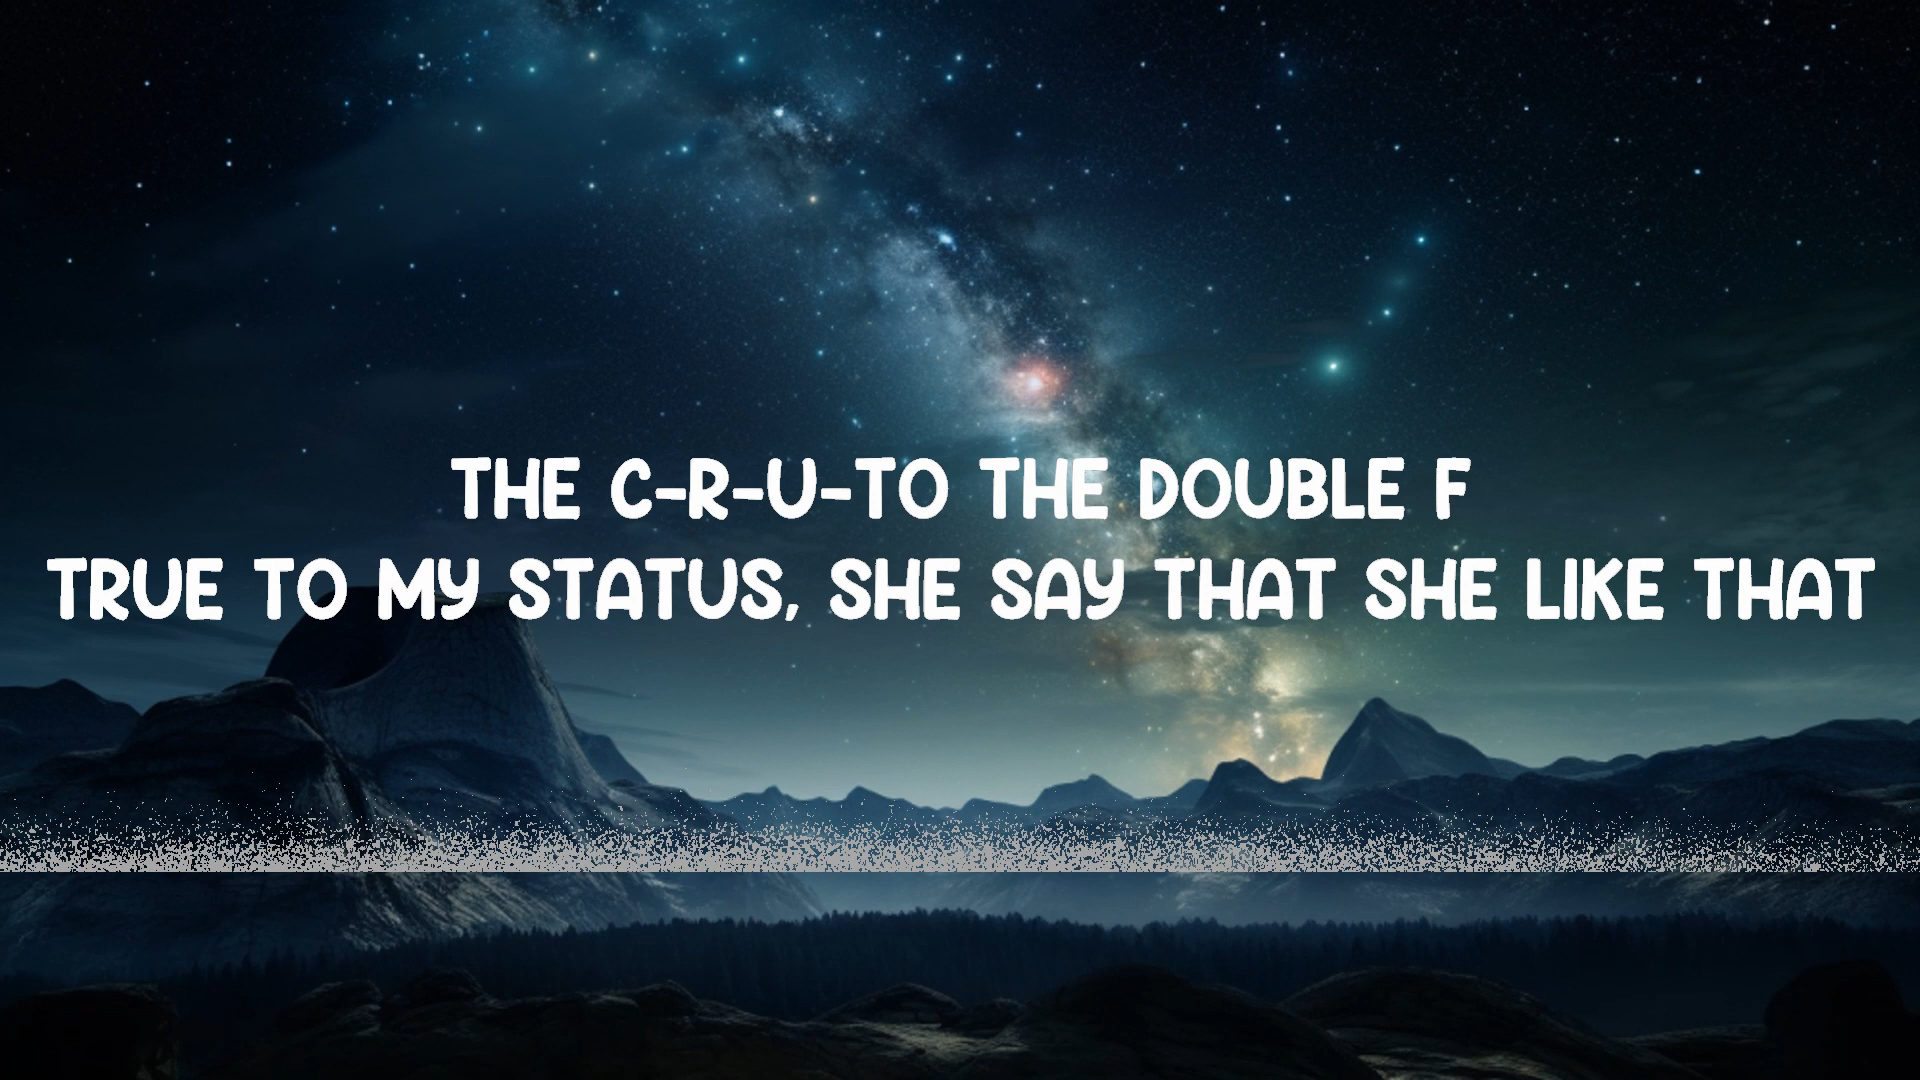 THE C-R-U-TO THE DOUBLE F
TRUE TO MY STATUS, SHE SAY THAT SHE LIKE THAT